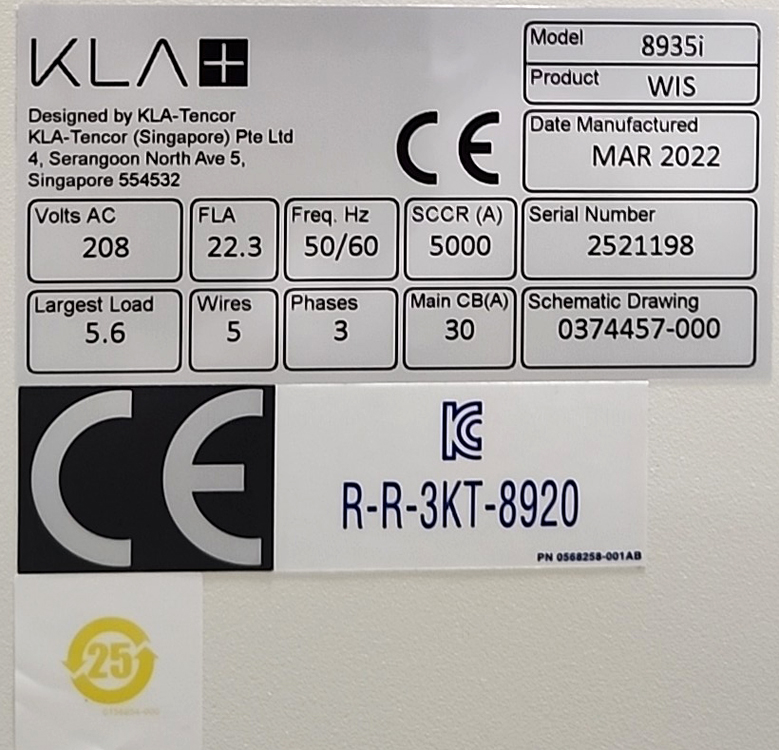 KLA+
Designed by KLA-Tencor
KLA-Tencor (Singapore) Pte Ltd
4, Serangoon North Ave 5,
Singapore 554532
CE
Model 8935i
Product WIS
Date Manufactured
MAR 2022
Volts AC
208
FLA
22.3
Freq. Hz
50/60
SCCR (A)
5000
Serial Number
2521198
Largest Load
5.6
Wires
5
Phases
3
Main CB(A)
30
Schematic Drawing
0374457-000
CE
KC
R-R-3KT-8920
PN 0568258-001AB
25